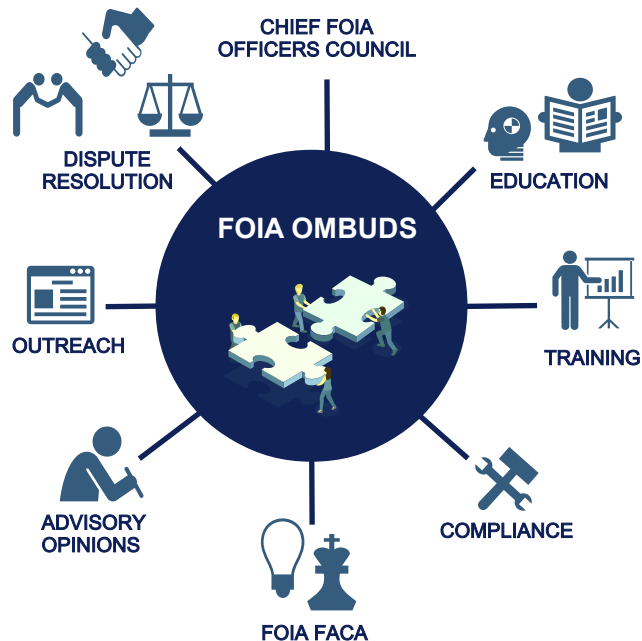 CHIEF FOIA
OFFICERS COUNCIL
DISPUTE
RESOLUTION
EDUCATION
FOIA OMBUDS
OUTREACH
TRAINING
ADVISORY
OPINIONS
COMPLIANCE
FOIA FACA